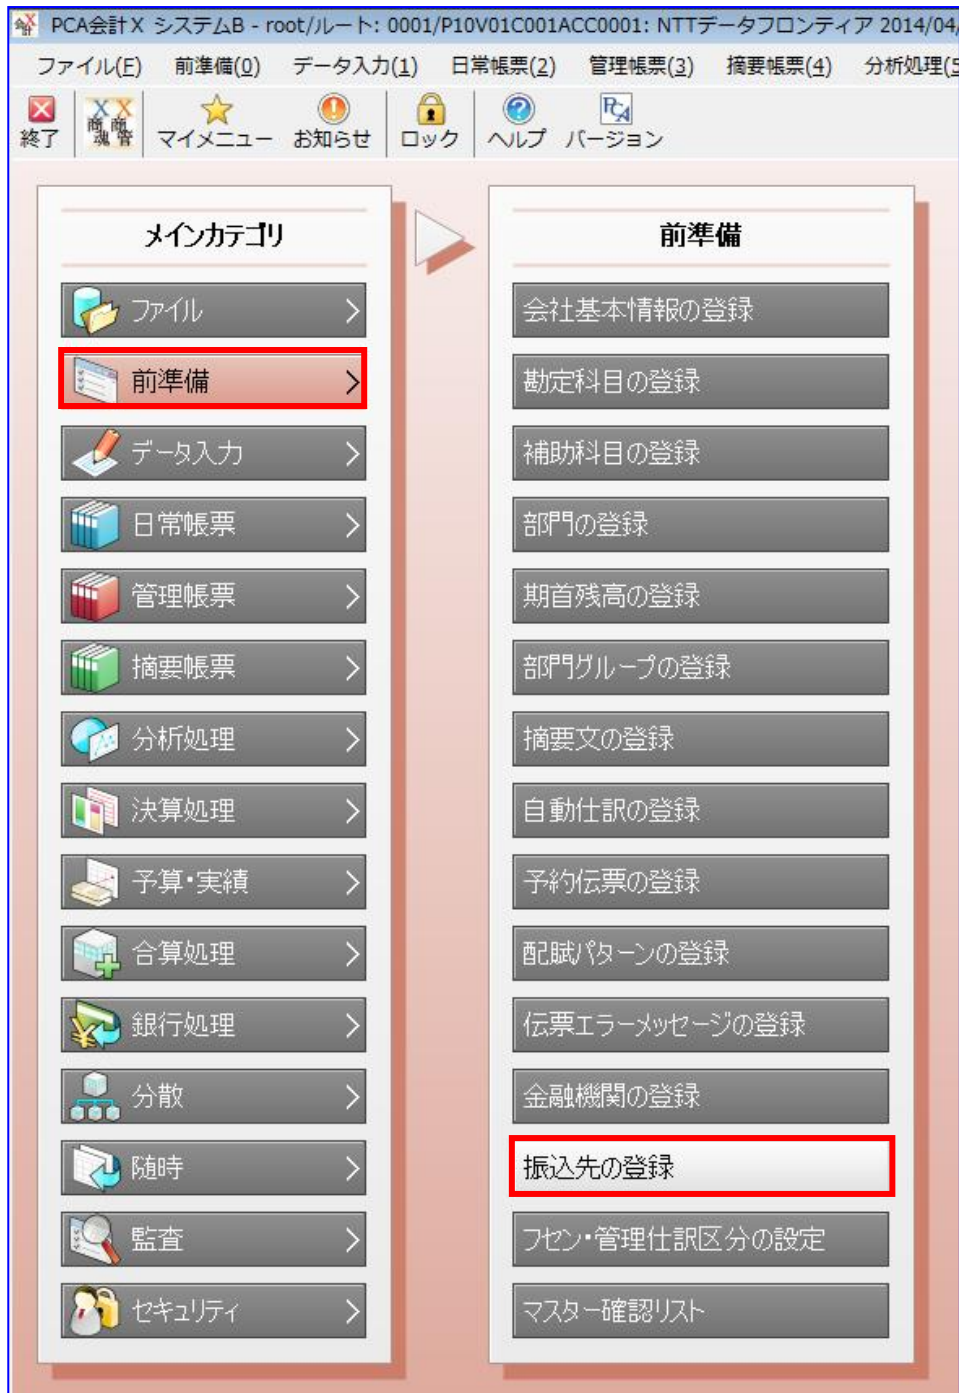 PCA会計X システムB - root/ルート: 0001/P10V01C001ACC0001: NTTデータフロンティア 2014/04/
ファイル(F) 前準備(0) データ入力(1) 日常帳票(2) 管理帳票(3) 摘要帳票(4) 分析処理(5
終了 商魂 商管 マイメニュー お知らせ ロック ヘルプ バージョン
メインカテゴリ
ファイル
前準備
データ入力
日常帳票
管理帳票
摘要帳票
分析処理
決算処理
予算・実績
合算処理
銀行処理
分散
随時
監査
セキュリティ
前準備
会社基本情報の登録
勘定科目の登録
補助科目の登録
部門の登録
期首残高の登録
部門グループの登録
摘要文の登録
自動仕訳の登録
予約伝票の登録
配賦パターンの登録
伝票エラーメッセージの登録
金融機関の登録
振込先の登録
フセン・管理仕訳区分の設定
マスター確認リスト